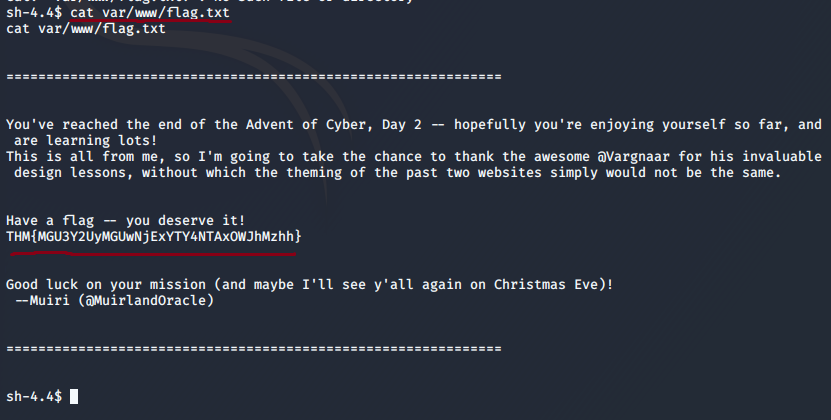 sh-4.4$ cat var/www/flag.txt
cat var/www/flag.txt
==============================================================
You've reached the end of the Advent of Cyber, Day 2 -- hopefully you're enjoying yourself so far, and
are learning lots!
This is all from me, so I'm going to take the chance to thank the awesome @Vargnaar for his invaluable
design lessons, without which the theming of the past two websites simply would not be the same.
Have a flag -- you deserve it!
THM{MGU3Y2UyMGUwNjExYTY4NTAxOWJhMzhh}
Good luck on your mission (and maybe I'll see y'all again on Christmas Eve)!
--Muiri (@MuirlandOracle)
==============================================================
sh-4.4$